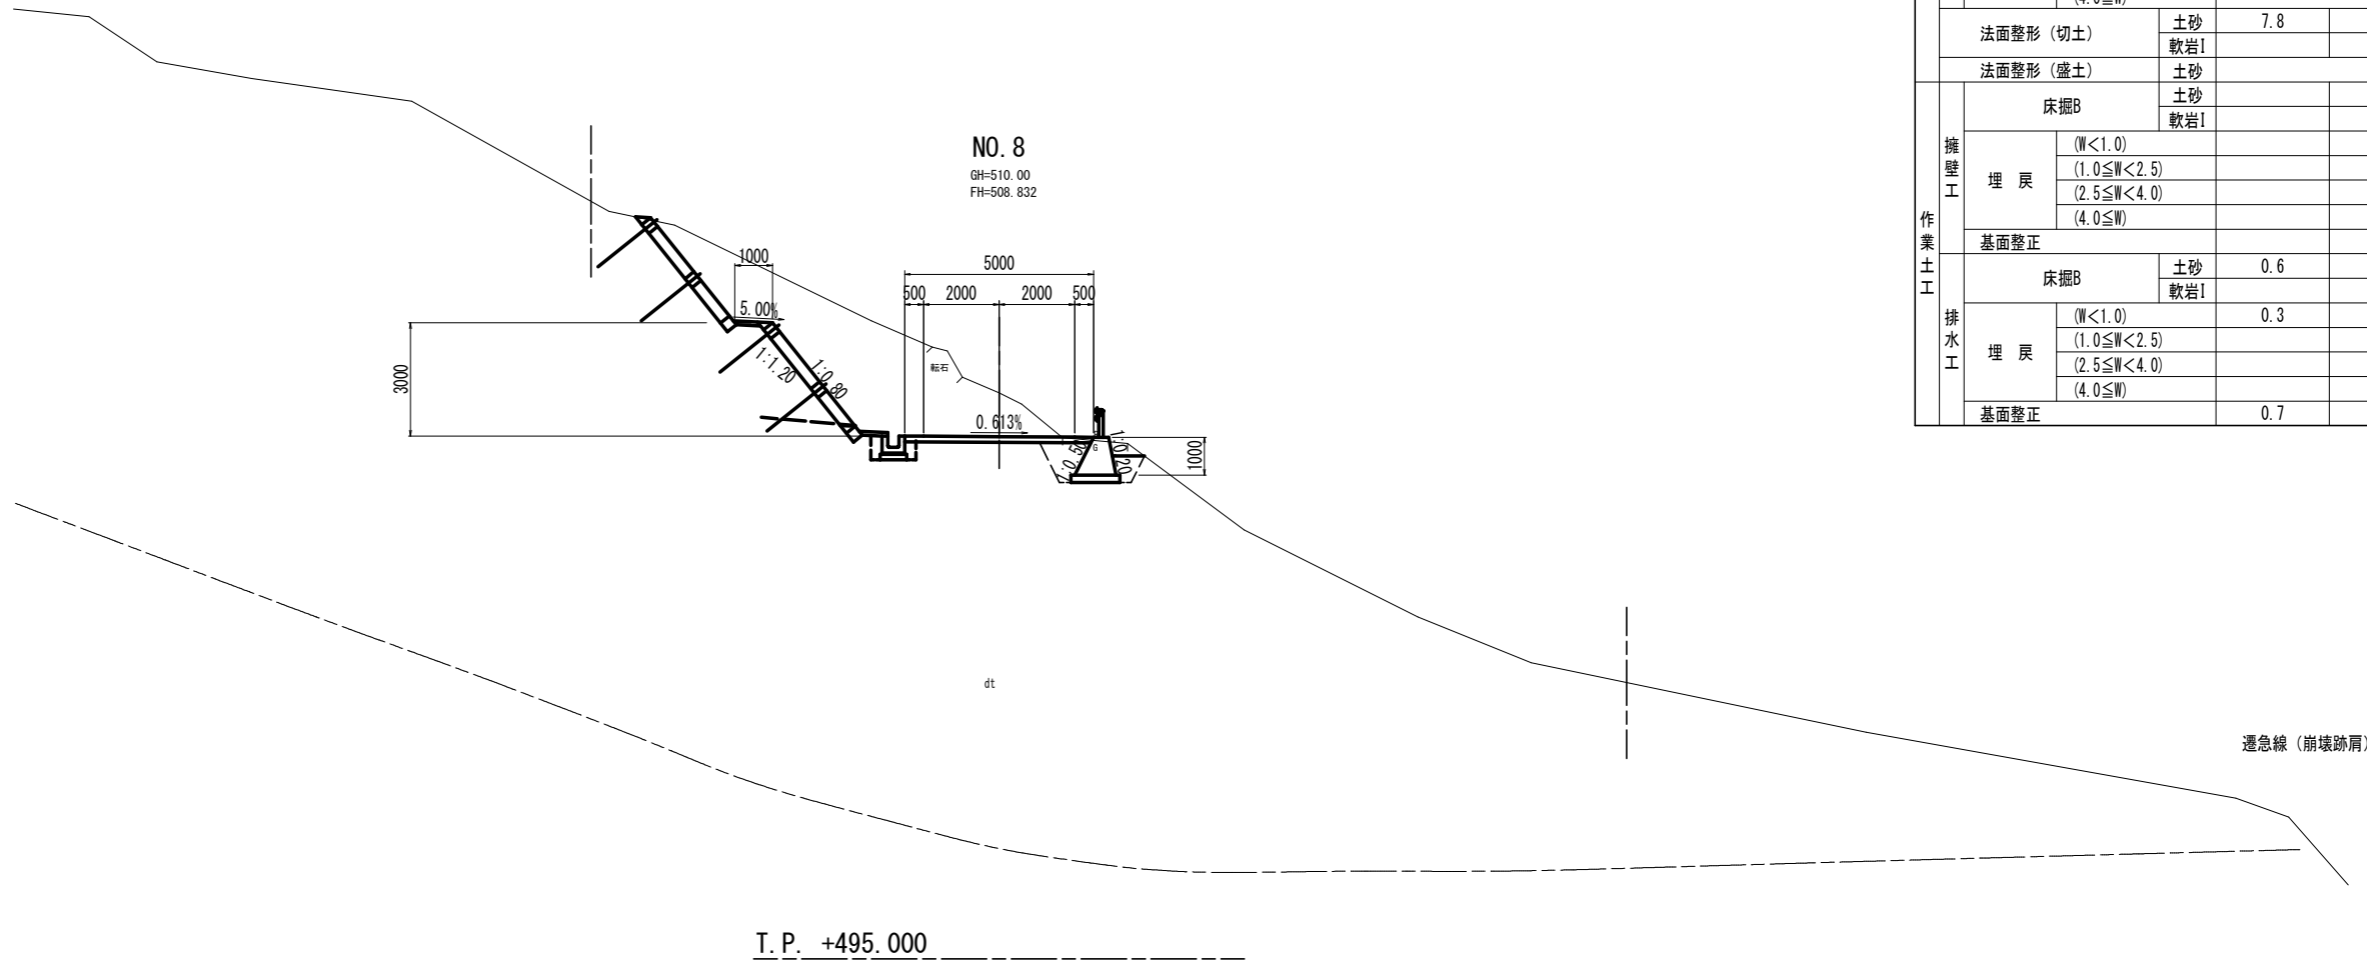 NO. 8
GH=510. 00
FH=508. 832
1000
5.00%
3000
1:1. 20
1:0. 80
5000
500 2000 2000 500
転石
0. 613%
1:0. 50
G
1:0. 20
1000
dt
遷急線（崩壊跡肩）
T. P. +495. 000
(4.0≦W)
法面整形（切土） 土砂 7.8
軟岩I
法面整形（盛土） 土砂
作業土工
擁壁工
床掘B 土砂
軟岩I
埋 戻 (W<1.0)
(1.0≦W<2.5)
(2.5≦W<4.0)
(4.0≦W)
基面整正
排水工
床掘B 土砂 0.6
軟岩I
埋 戻 (W<1.0) 0.3
(1.0≦W<2.5)
(2.5≦W<4.0)
(4.0≦W)
基面整正 0.7